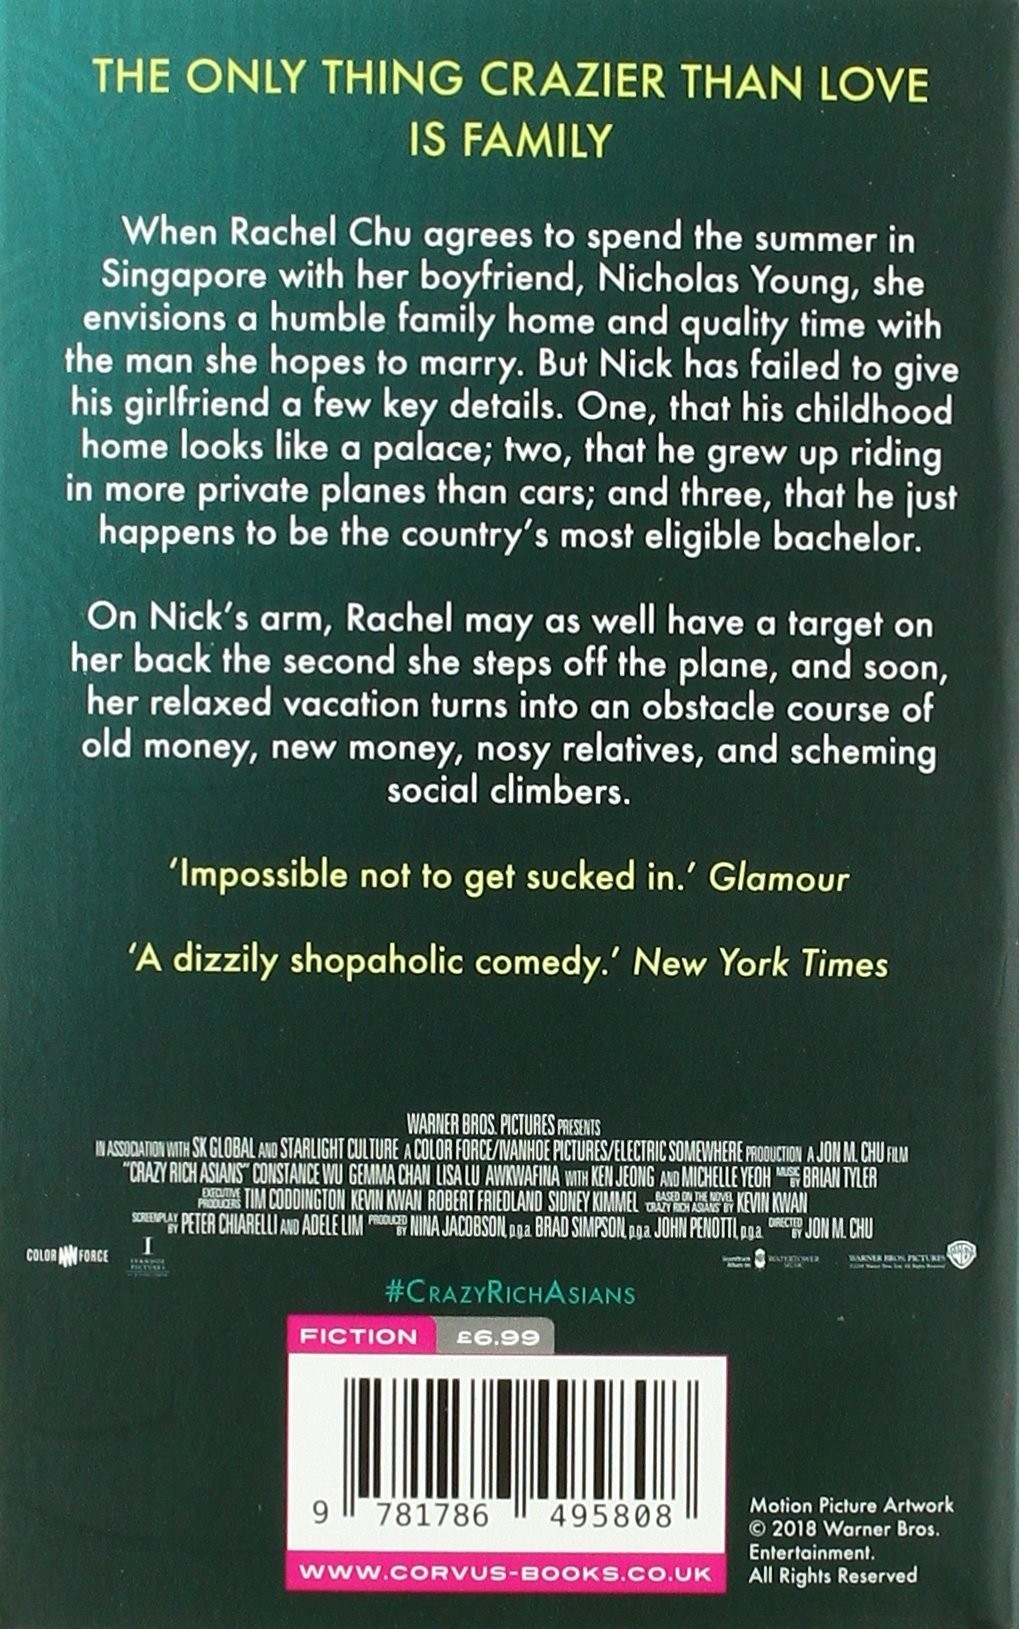 THE ONLY THING CRAZIER THAN LOVE
IS FAMILY
When Rachel Chu agrees to spend the summer in
Singapore with her boyfriend, Nicholas Young, she
envisions a humble family home and quality time with
the man she hopes to marry. But Nick has failed to give
his girlfriend a few key details. One, that his childhood
home looks like a palace; two, that he grew up riding
in more private planes than cars; and three, that he just
happens to be the country's most eligible bachelor.
On Nick's arm, Rachel may as well have a target on
her back the second she steps off the plane, and soon,
her relaxed vacation turns into an obstacle course of
old money, new money, nosy relatives, and scheming
social climbers.
'Impossible not to get sucked in.' Glamour
'A dizzily shopaholic comedy.' New York Times
WARNER BROS. PICTURES PRESENTS
IN ASSOCIATION WITH SK GLOBAL AND STARLIGHT CULTURE A COLOR FORCE/IVANHOE PICTURES/ELECTRIC SOMEWHERE PRODUCTION A JON M. CHU FILM
"CRAZY RICH ASIANS" CONSTANCE WU GEMMA CHAN LISA LU AWKWAFINA WITH KEN JEONG AND MICHELLE YEOH MUSIC BY BRIAN TYLER
EXECUTIVE PRODUCERS TIM CODDINGTON KEVIN KWAN ROBERT FRIEDLAND SIDNEY KIMMEL BASED ON THE NOVEL 'CRAZY RICH ASIANS' BY KEVIN KWAN
SCREENPLAY BY PETER CHIARELLI AND ADELE LIM PRODUCED BY NINA JACOBSON, p.g.a. BRAD SIMPSON, p.g.a. JOHN PENOTTI, p.g.a. DIRECTED BY JON M. CHU
COLOR FORCE
WATERTOWER MUSIC
WARNER BROS. PICTURES
#CRAZYRICHASIANS
FICTION £6.99
9 781786 495808
WWW.CORVUS-BOOKS.CO.UK
Motion Picture Artwork
© 2018 Warner Bros.
Entertainment.
All Rights Reserved